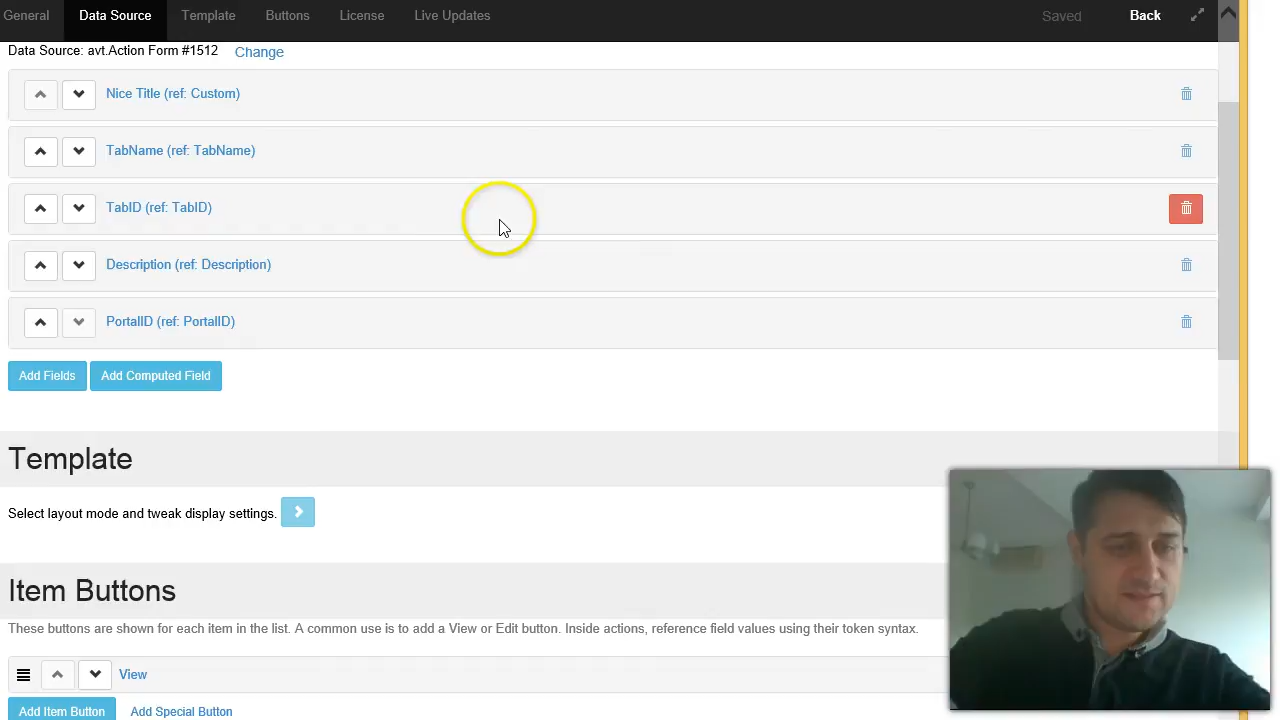 General Data Source Template Buttons License Live Updates Saved Back
Data Source: avt.Action Form #1512 Change
Nice Title (ref: Custom)
TabName (ref: TabName)
TabID (ref: TabID)
Description (ref: Description)
PortalID (ref: PortalID)
Add Fields Add Computed Field
Template
Select layout mode and tweak display settings.
Item Buttons
These buttons are shown for each item in the list. A common use is to add a View or Edit button. Inside actions, reference field values using their token syntax.
View
Add Item Button Add Special Button